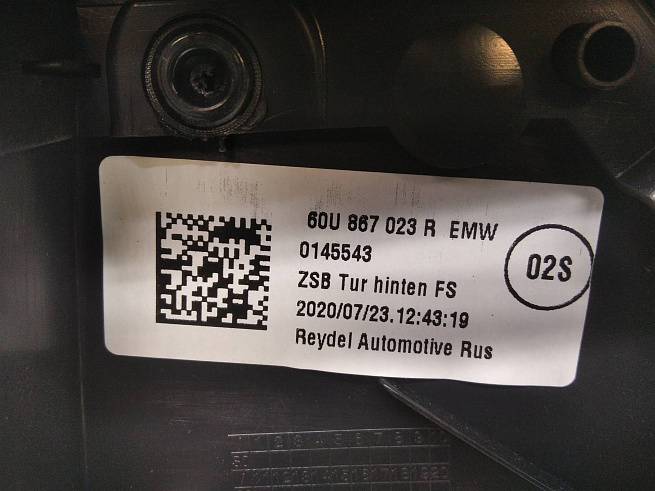 60U 867 023 R EMW
0145543
02S
ZSB Tur hinten FS
2020/07/23.12:43:19
Reydel Automotive Rus